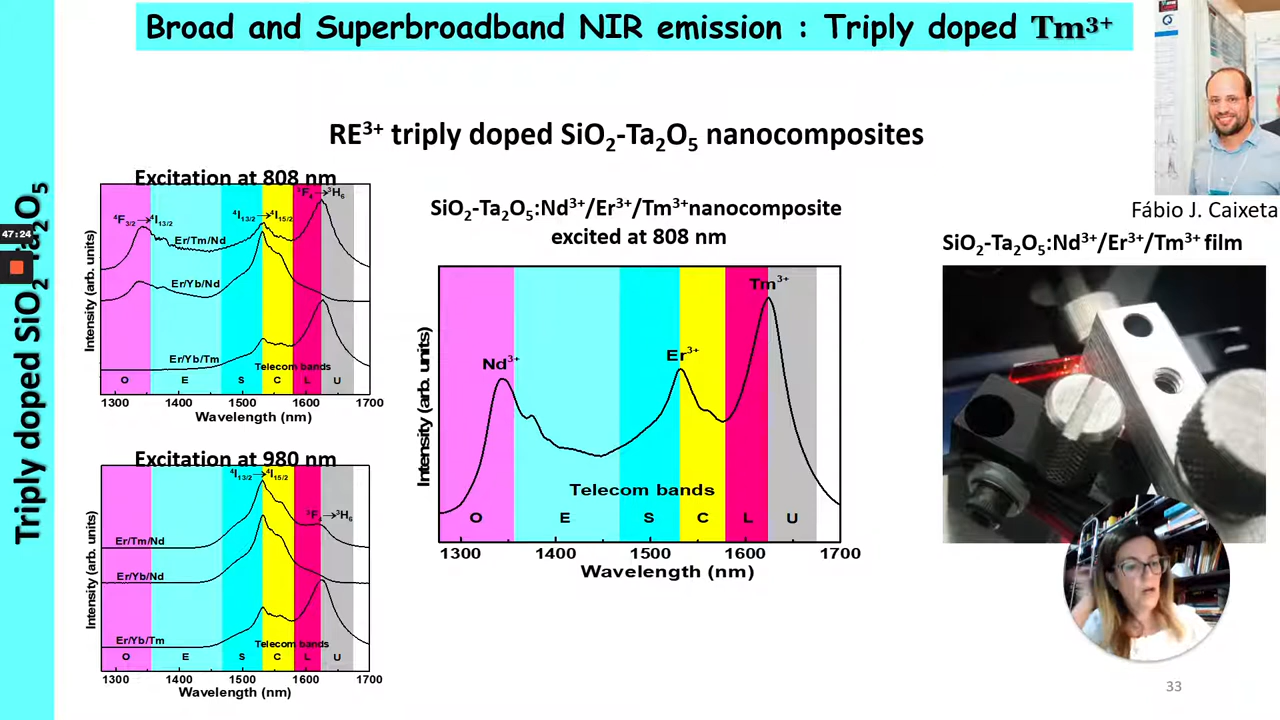 Broad and Superbroadband NIR emission : Triply doped Tm³⁺
RE³⁺ triply doped SiO₂-Ta₂O₅ nanocomposites
Triply doped SiO₂-Ta₂O₅
47:24
Excitation at 808 nm
⁴F₃/₂→⁴I₁₃/₂
⁴I₁₃/₂→⁴I₁₅/₂
³F₄→³H₆
Er/Tm/Nd
Er/Yb/Nd
Er/Yb/Tm
Telecom bands
O E S C L U
1300 1400 1500 1600 1700
Wavelength (nm)
Intensity (arb. units)
Excitation at 980 nm
⁴I₁₃/₂→⁴I₁₅/₂
³F₄→³H₆
Er/Tm/Nd
Er/Yb/Nd
Er/Yb/Tm
Telecom bands
O E S C L U
1300 1400 1500 1600 1700
Wavelength (nm)
Intensity (arb. units)
SiO₂-Ta₂O₅:Nd³⁺/Er³⁺/Tm³⁺nanocomposite
excited at 808 nm
Nd³⁺
Er³⁺
Tm³⁺
Telecom bands
O E S C L U
1300 1400 1500 1600 1700
Wavelength (nm)
Intensity (arb. units)
Fábio J. Caixeta
SiO₂-Ta₂O₅:Nd³⁺/Er³⁺/Tm³⁺ film
33